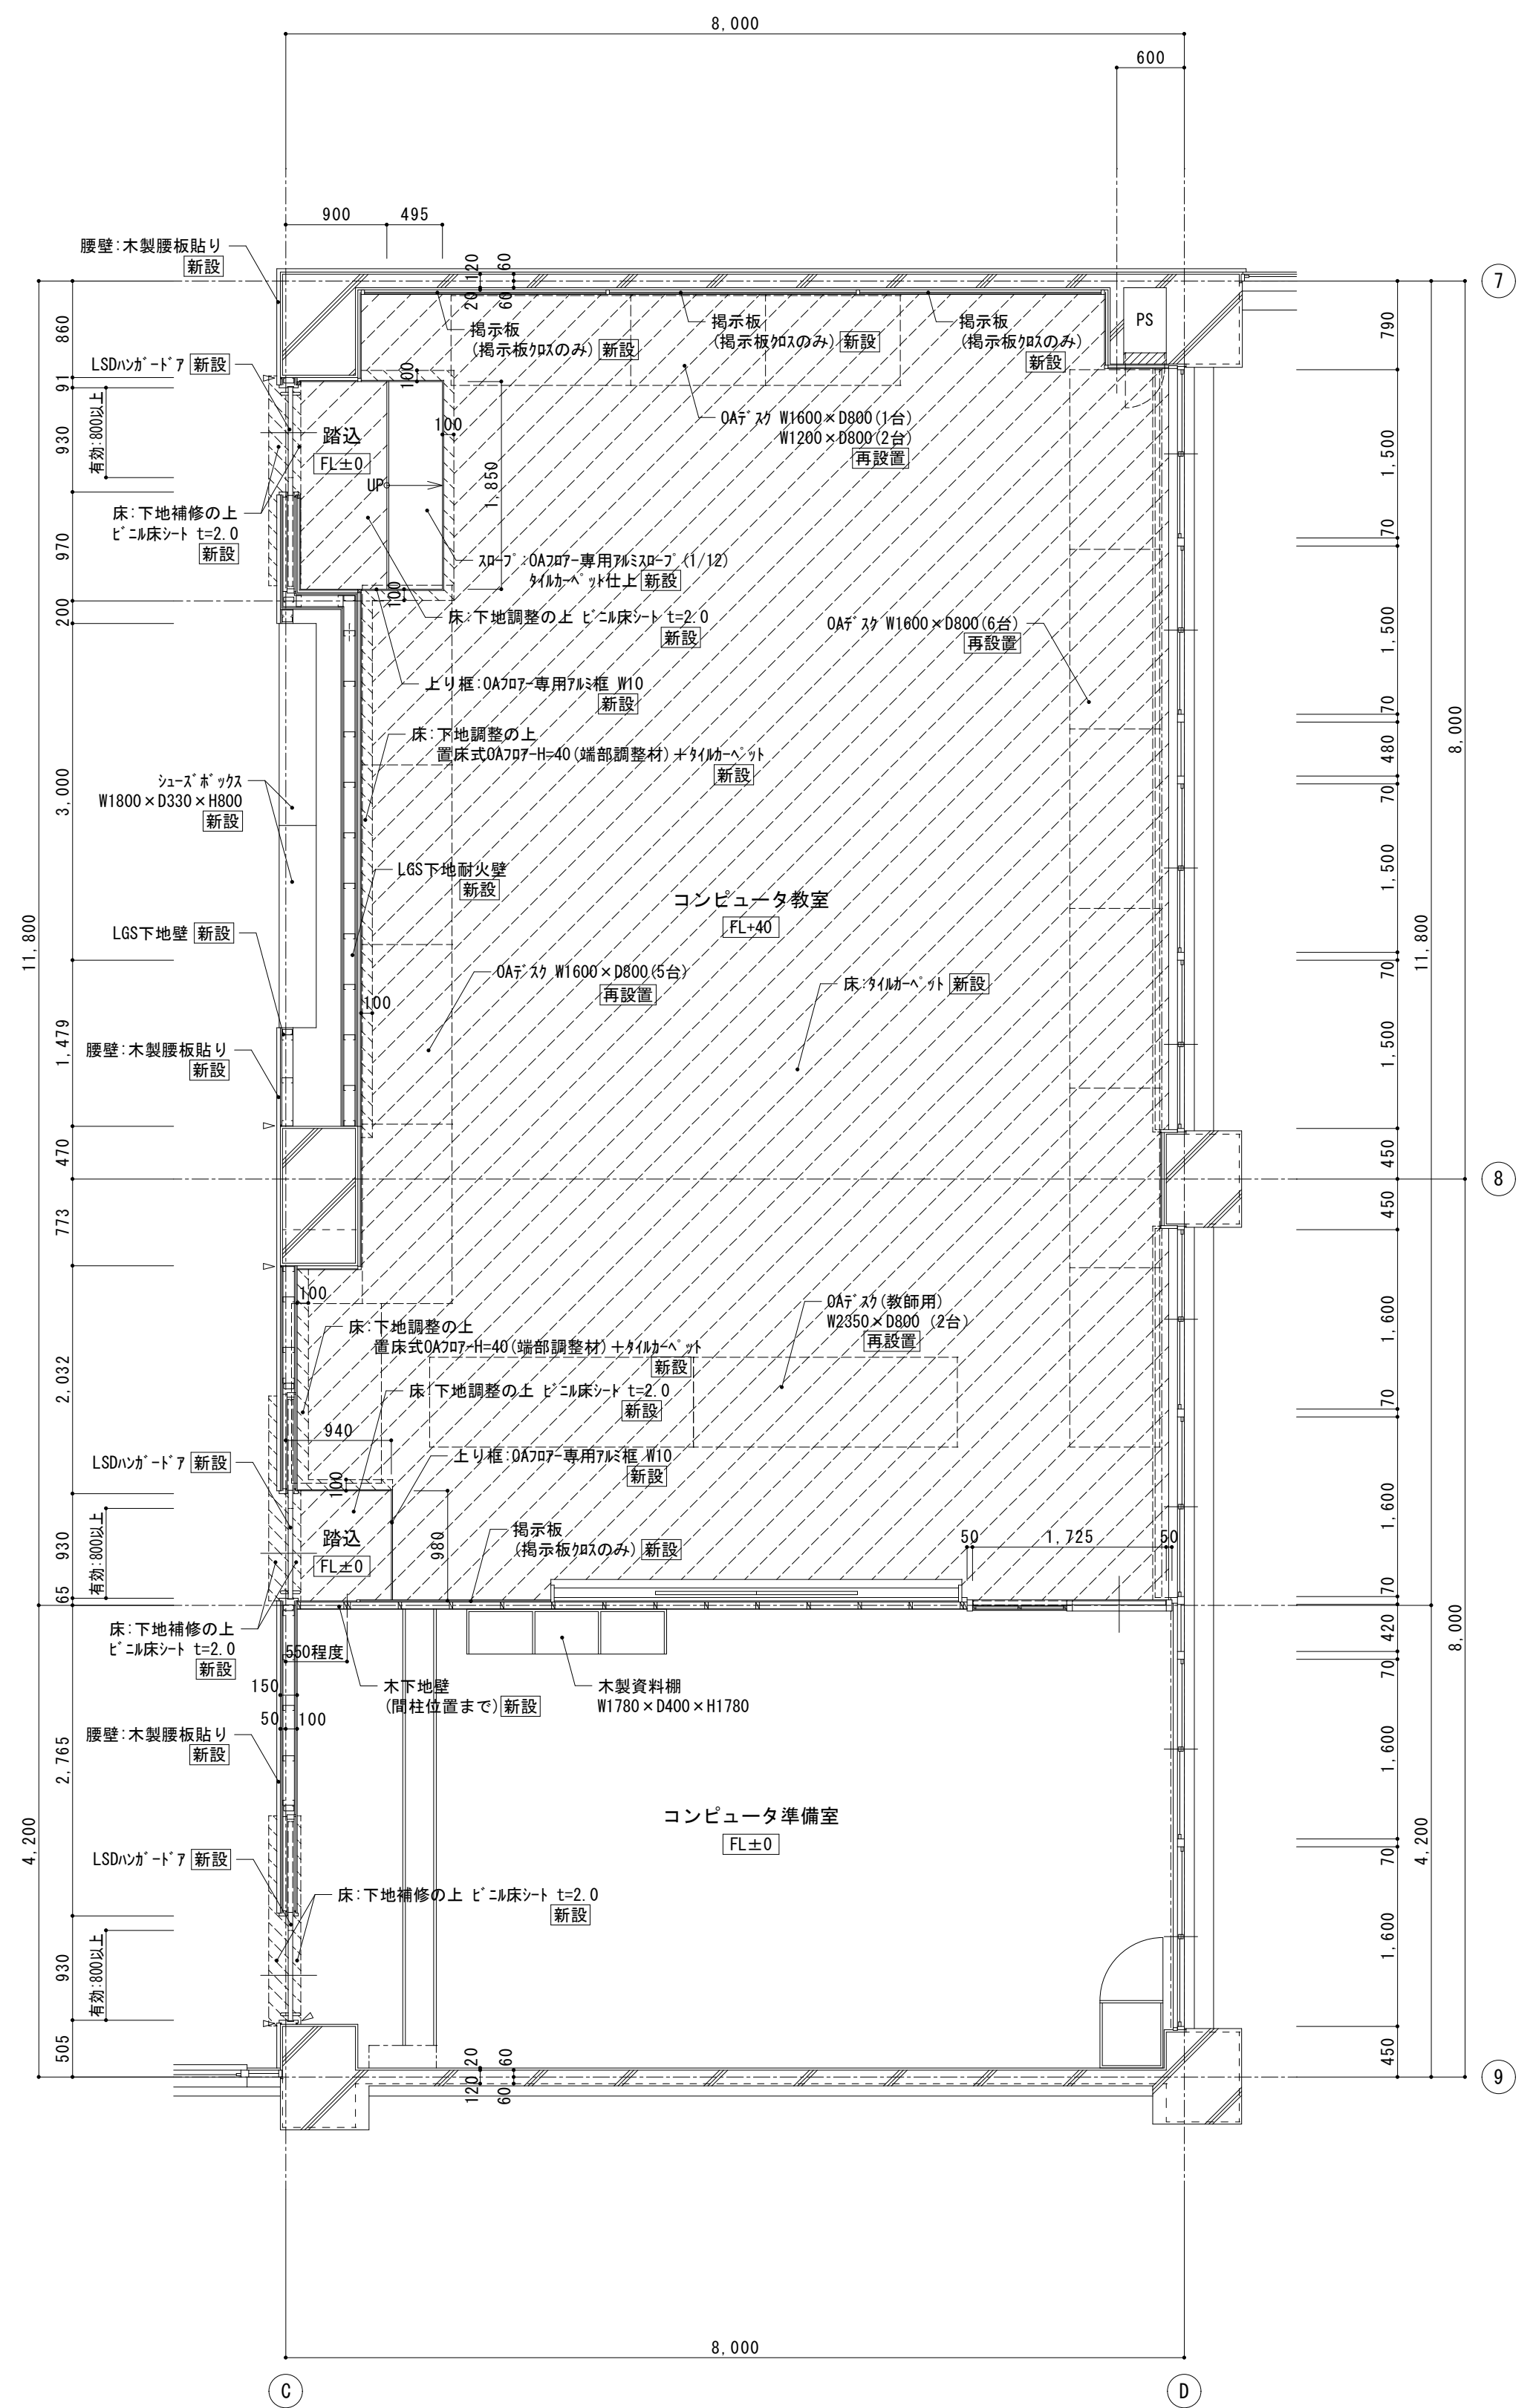 8,000
600
900
495
腰壁:木製腰板貼り
新設
120
60
20
60
7
860
91
930
970
200
3,000
1,479
470
773
2,032
930
65
2,765
930
505
11,800
4,200
有効:800以上
有効:800以上
有効:800以上
LSDハンガードア 新設
掲示板
(掲示板クロスのみ) 新設
掲示板
(掲示板クロスのみ) 新設
掲示板
(掲示板クロスのみ)
新設
PS
790
1,500
70
1,500
70
480
70
1,500
70
1,500
450
450
1,600
70
1,600
70
420
70
1,600
70
1,600
450
8,000
11,800
8,000
4,200
100
100
踏込
FL±0
UP
1,850
OAデスク W1600×D800(1台)
W1200×D800(2台)
再設置
床:下地補修の上
ビニル床シート t=2.0
新設
スロープ:OAフロアー専用アルミスロープ(1/12)
タイルカーペット仕上 新設
100
床:下地調整の上 ビニル床シート t=2.0
新設
OAデスク W1600×D800(6台)
再設置
上り框:OAフロアー専用アルミ框 W10
新設
床:下地調整の上
置床式OAフロアーH=40(端部調整材)+タイルカーペット
新設
シューズボックス
W1800×D330×H800
新設
LGS下地耐火壁
新設
コンピュータ教室
FL+40
LGS下地壁 新設
OAデスク W1600×D800(5台)
再設置
床:タイルカーペット 新設
100
腰壁:木製腰板貼り
新設
8
100
OAデスク(教師用)
W2350×D800 (2台)
再設置
床:下地調整の上
置床式OAフロアーH=40(端部調整材)+タイルカーペット
新設
床:下地調整の上 ビニル床シート t=2.0
新設
940
上り框:OAフロアー専用アルミ框 W10
新設
LSDハンガードア 新設
100
980
踏込
FL±0
掲示板
(掲示板クロスのみ) 新設
50
1,725
50
床:下地補修の上
ビニル床シート t=2.0
新設
550程度
木下地壁
(間柱位置まで) 新設
木製資料棚
W1780×D400×H1780
150
50
100
腰壁:木製腰板貼り
新設
コンピュータ準備室
FL±0
LSDハンガードア 新設
床:下地補修の上 ビニル床シート t=2.0
新設
20
60
120
60
9
8,000
C
D